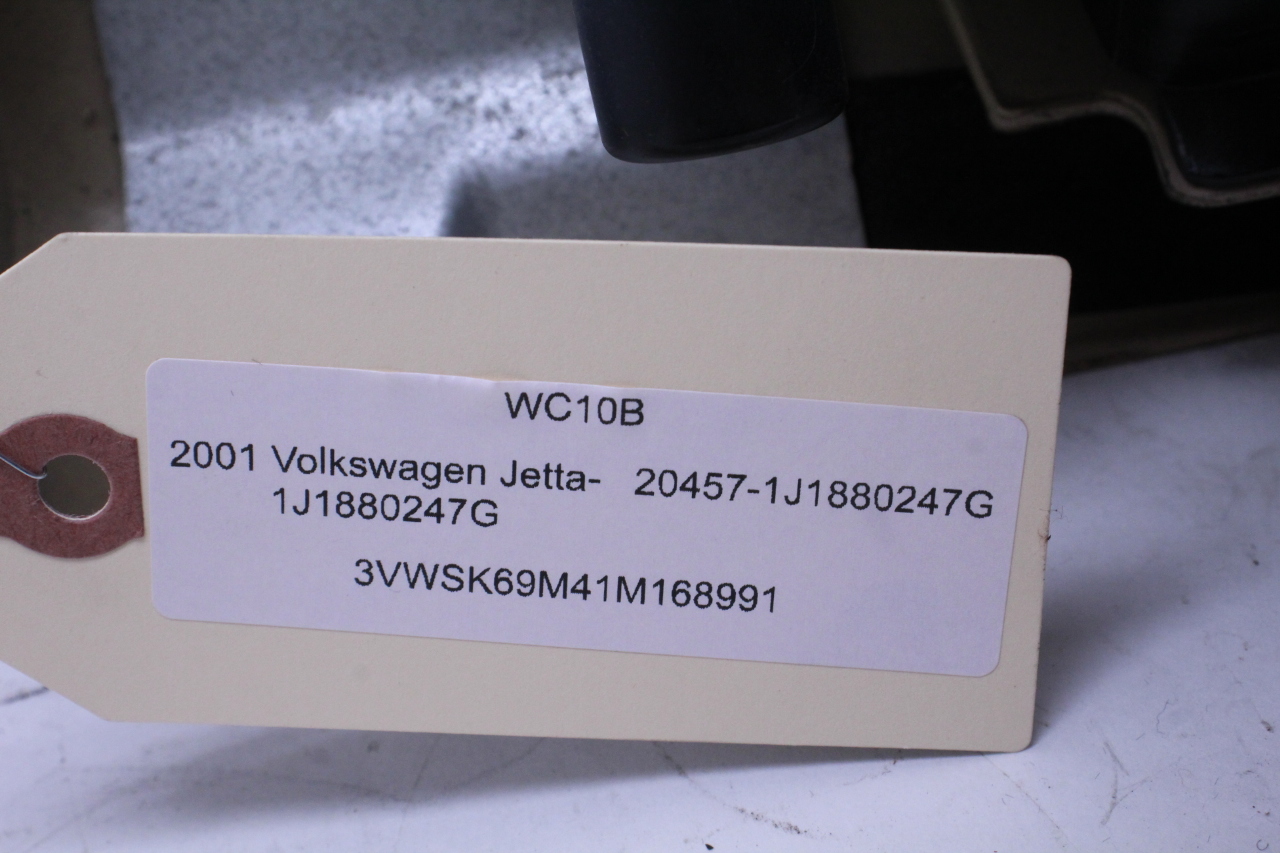 WC10B
2001 Volkswagen Jetta- 20457-1J1880247G
1J1880247G
3VWSK69M41M168991